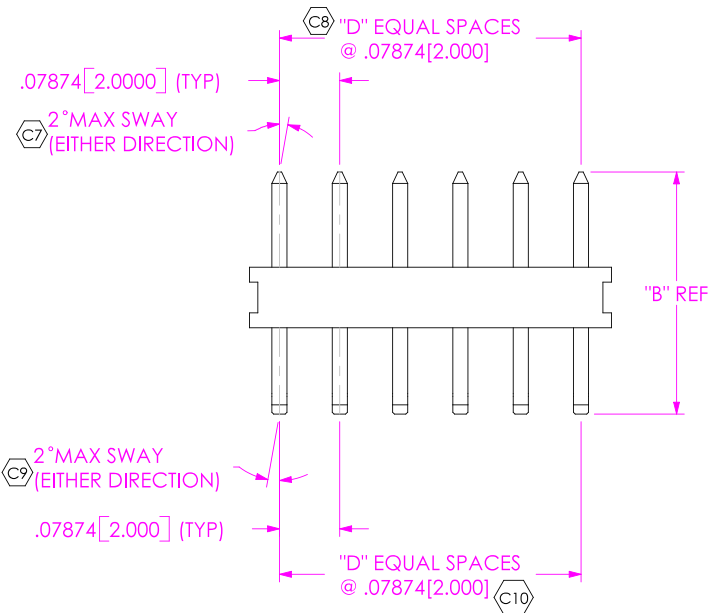 C8 "D" EQUAL SPACES
@ .07874[2.000]
.07874[2.0000] (TYP)
C7 2°MAX SWAY
(EITHER DIRECTION)
"B" REF
C9 2°MAX SWAY
(EITHER DIRECTION)
.07874[2.000] (TYP)
"D" EQUAL SPACES
@ .07874[2.000] C10